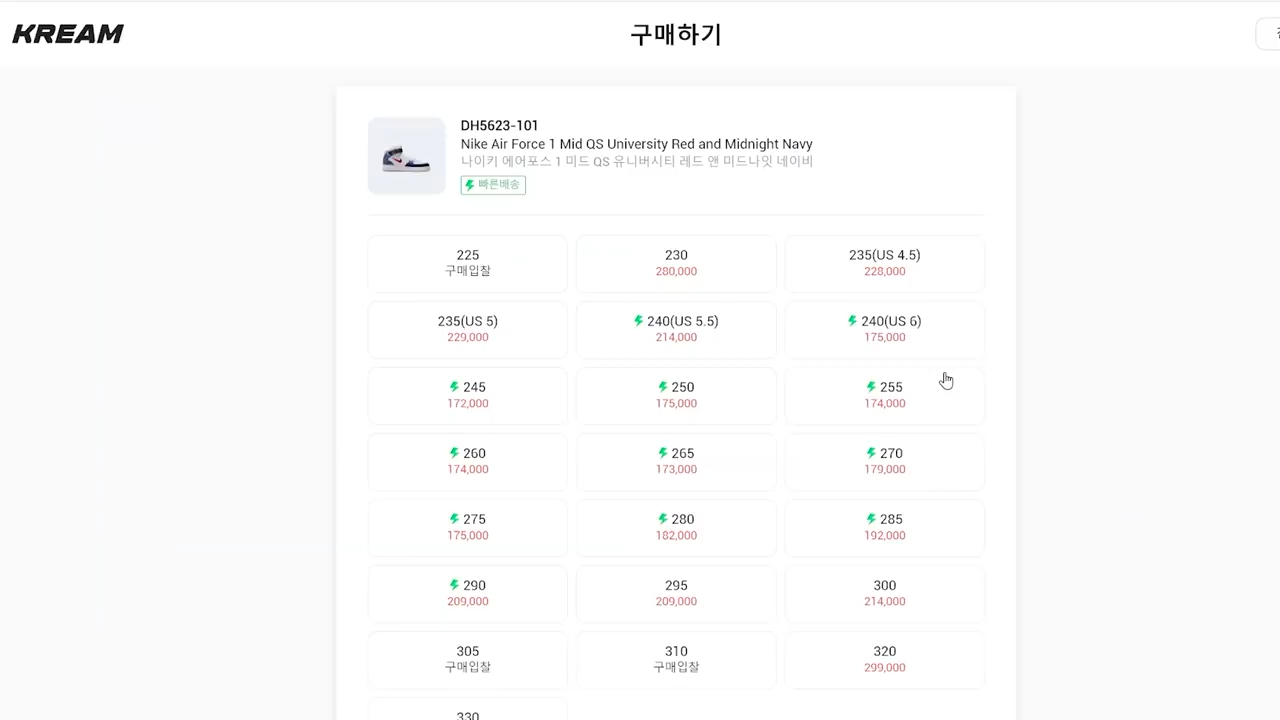 KREAM
구매하기
DH5623-101
Nike Air Force 1 Mid QS University Red and Midnight Navy
나이키 에어포스 1 미드 QS 유니버시티 레드 앤 미드나잇 네이비
빠른배송
225
구매입찰
230
280,000
235(US 4.5)
228,000
235(US 5)
229,000
240(US 5.5)
214,000
240(US 6)
175,000
245
172,000
250
175,000
255
174,000
260
174,000
265
173,000
270
179,000
275
175,000
280
182,000
285
192,000
290
209,000
295
209,000
300
214,000
305
구매입찰
310
구매입찰
320
299,000
330